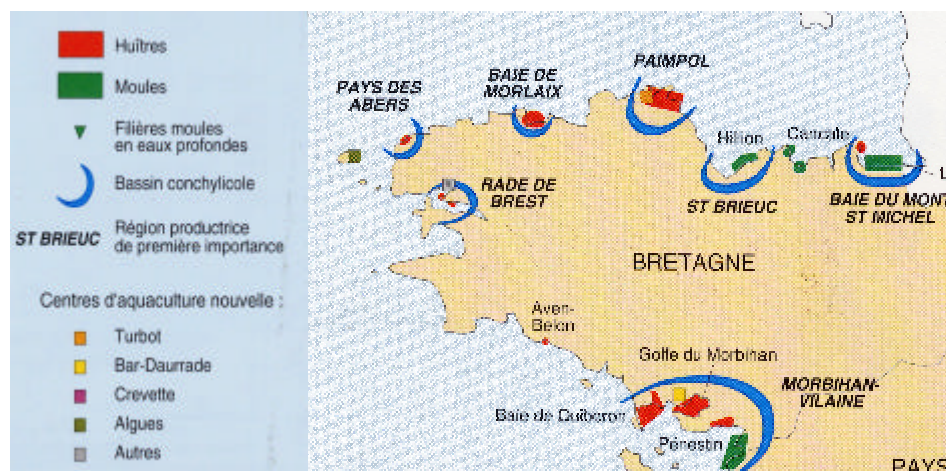 Huîtres
Moules
Filières moules
en eaux profondes
Bassin conchylicole
ST BRIEUC
Région productrice
de première importance
Centres d'aquaculture nouvelle :
Turbot
Bar-Daurrade
Crevette
Algues
Autres
PAYS DES
ABERS
BAIE DE
MORLAIX
PAIMPOL
Hillion
Cancale
RADE DE
BREST
ST BRIEUC
BAIE DU MONT
ST MICHEL
BRETAGNE
Aven-
Belon
Golfe du Morbihan
MORBIHAN-
VILAINE
Baie de Quiberon
Pénestin
PAYS